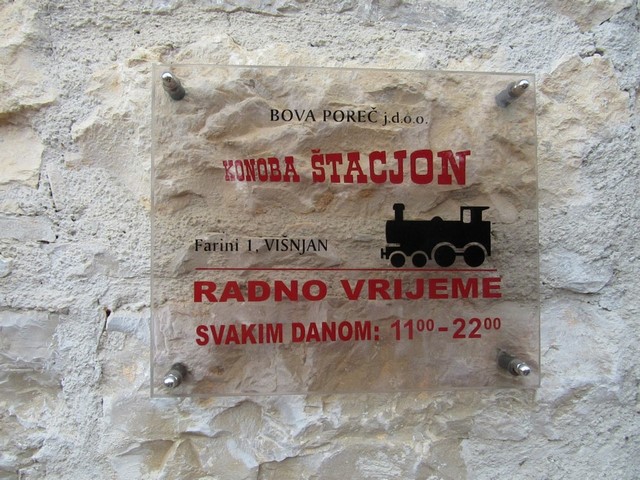 BOVA POREČ j.d.o.o.
KONOBA ŠTACJON
Farini 1, VIŠNJAN
RADNO VRIJEME
SVAKIM DANOM: 11⁰⁰-22⁰⁰